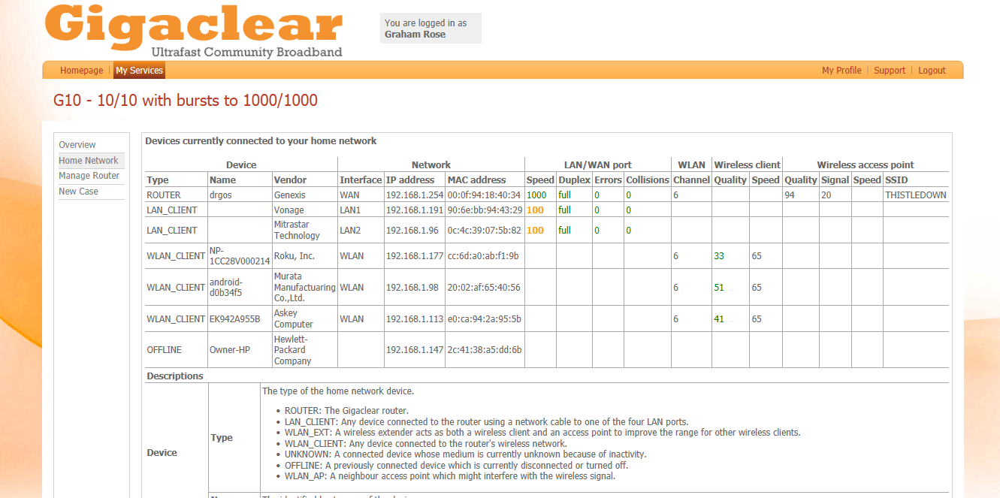 Gigaclear
Ultrafast Community Broadband
You are logged in as
Graham Rose
Homepage | My Services My Profile | Support | Logout
G10 - 10/10 with bursts to 1000/1000
Overview
Home Network
Manage Router
New Case
Devices currently connected to your home network
Device Network LAN/WAN port WLAN Wireless client Wireless access point
Type Name Vendor Interface IP address MAC address Speed Duplex Errors Collisions Channel Quality Speed Quality Signal Speed SSID
ROUTER drgos Genexis WAN 192.168.1.254 00:0f:94:18:40:34 1000 full 0 0 6 94 20 THISTLEDOWN
LAN_CLIENT Vonage LAN1 192.168.1.191 90:6e:bb:94:43:29 100 full 0 0
LAN_CLIENT Mitrastar Technology LAN2 192.168.1.96 0c:4c:39:07:5b:82 100 full 0 0
WLAN_CLIENT NP-1CC28V000214 Roku, Inc. WLAN 192.168.1.177 cc:6d:a0:ab:f1:9b 6 33 65
WLAN_CLIENT android-d0b34f5 Murata Manufactuaring Co.,Ltd. WLAN 192.168.1.98 20:02:af:65:40:56 6 51 65
WLAN_CLIENT EK942A955B Askey Computer WLAN 192.168.1.113 e0:ca:94:2a:95:5b 6 41 65
OFFLINE Owner-HP Hewlett-Packard Company 192.168.1.147 2c:41:38:a5:dd:6b
Descriptions
Device
Type
The type of the home network device.
• ROUTER: The Gigaclear router.
• LAN_CLIENT: Any device connected to the router using a network cable to one of the four LAN ports.
• WLAN_EXT: A wireless extender acts as both a wireless client and an access point to improve the range for other wireless clients.
• WLAN_CLIENT: Any device connected to the router's wireless network.
• UNKNOWN: A connected device whose medium is currently unknown because of inactivity.
• OFFLINE: A previously connected device which is currently disconnected or turned off.
• WLAN_AP: A neighbour access point which might interfere with the wireless signal.